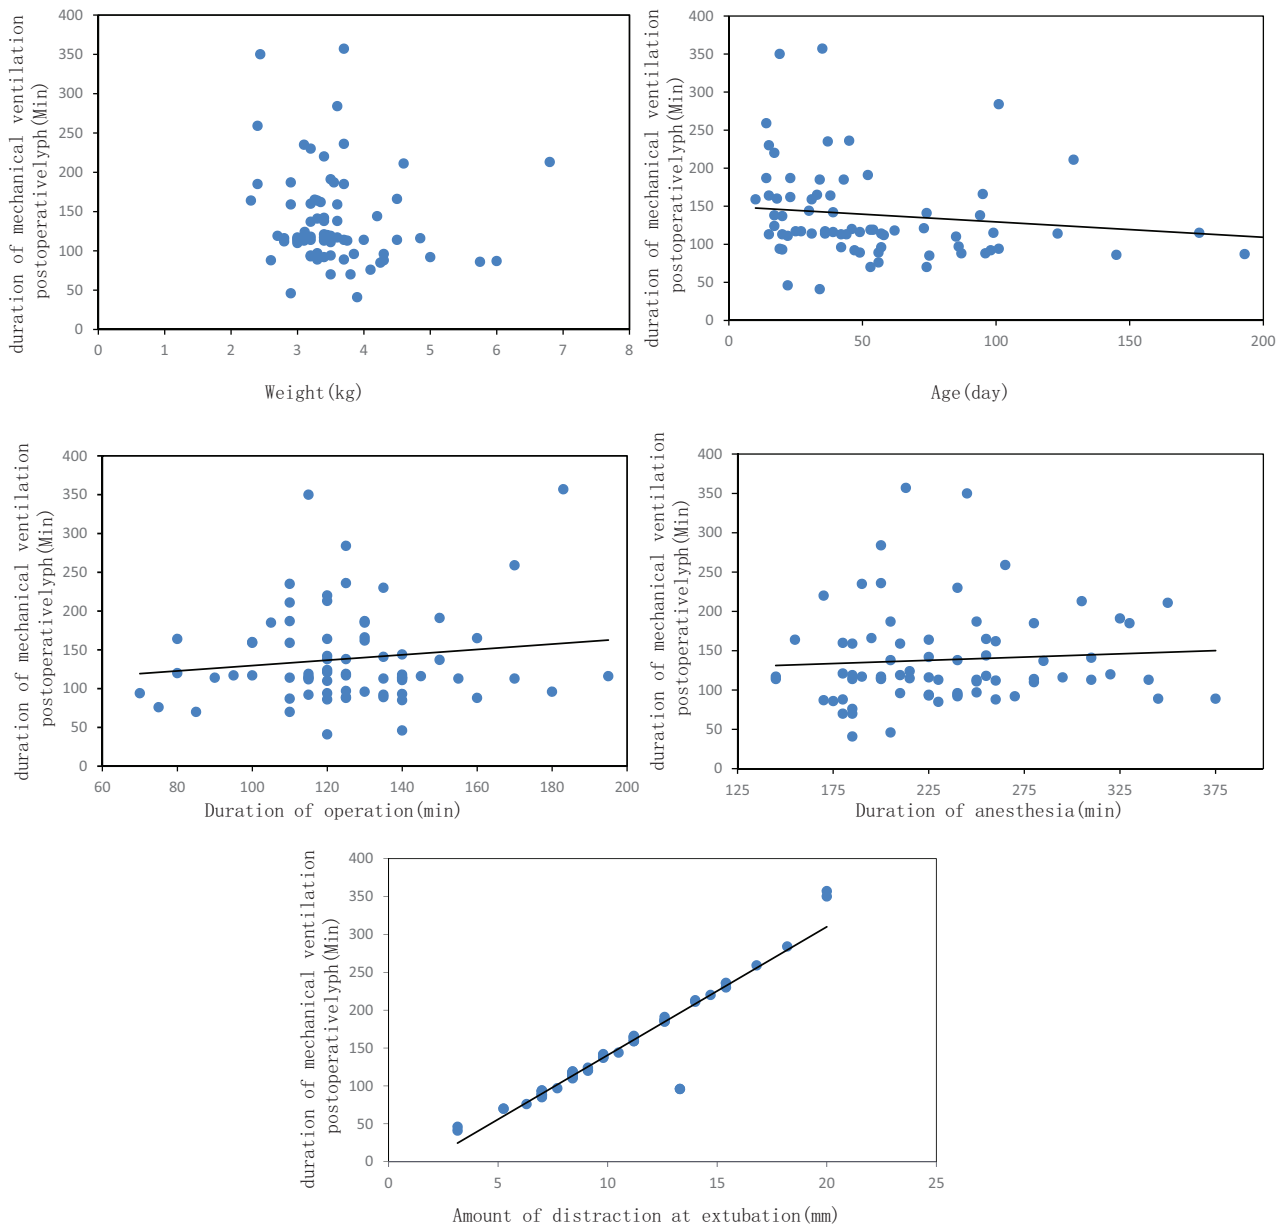 duration of mechanical ventilation
postoperativelyph(Min)
400
350
300
250
200
150
100
50
0
0 1 2 3 4 5 6 7 8
Weight(kg)
duration of mechanical ventilation
postoperativelyph(Min)
400
350
300
250
200
150
100
50
0
0 50 100 150 200
Age(day)
duration of mechanical ventilation
postoperativelyph(Min)
400
350
300
250
200
150
100
50
0
60 80 100 120 140 160 180 200
Duration of operation(min)
duration of mechanical ventilation
postoperativelyph(Min)
400
350
300
250
200
150
100
50
0
125 175 225 275 325 375
Duration of anesthesia(min)
duration of mechanical ventilation
postoperativelyph(Min)
400
350
300
250
200
150
100
50
0
0 5 10 15 20 25
Amount of distraction at extubation(mm)